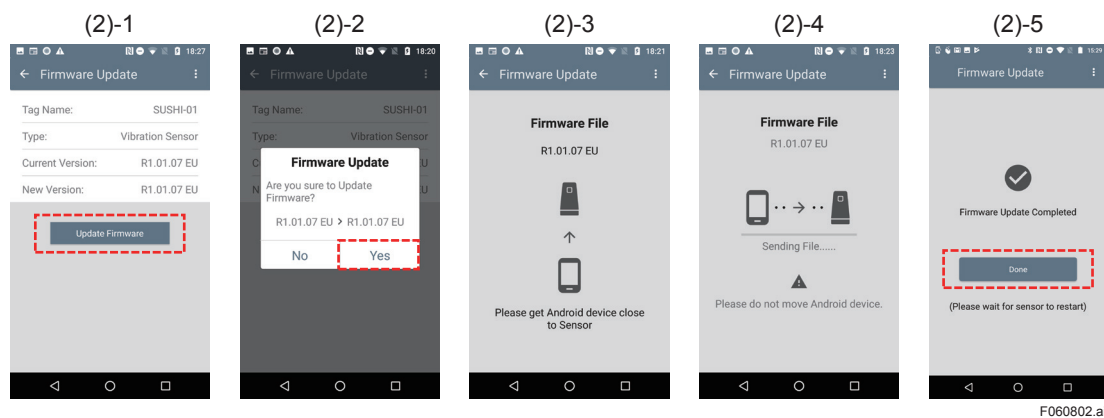 (2)-1
18:27
Firmware Update
Tag Name: SUSHI-01
Type: Vibration Sensor
Current Version: R1.01.07 EU
New Version: R1.01.07 EU
Update Firmware
(2)-2
18:20
Firmware Update
Tag Name: SUSHI-01
Type: Vibration Sensor
C U
N U
Firmware Update
Are you sure to Update
Firmware?
R1.01.07 EU > R1.01.07 EU
No Yes
(2)-3
18:21
Firmware Update
Firmware File
R1.01.07 EU
Please get Android device close
to Sensor
(2)-4
18:23
Firmware Update
Firmware File
R1.01.07 EU
Sending File......
Please do not move Android device.
(2)-5
15:29
Firmware Update
Firmware Update Completed
Done
(Please wait for sensor to restart)
F060802.a